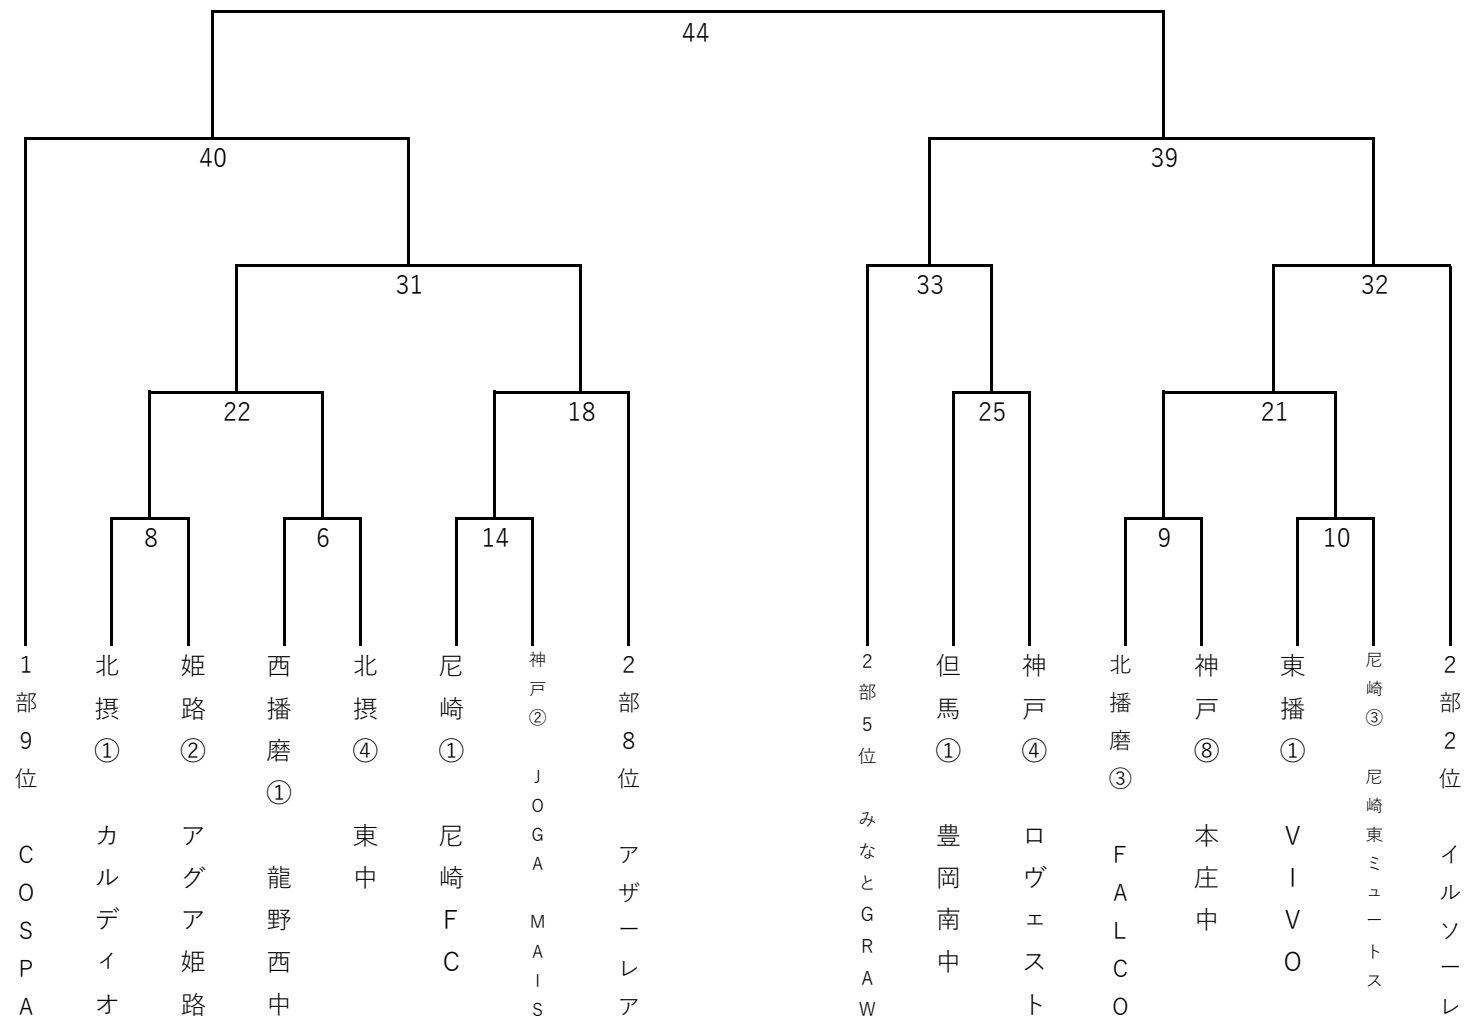 44
40
39
31
33
32
22
18
25
21
8
6
14
9
10
1部9位 COSPA
北摂① カルディオ
姫路② アグア姫路
西播磨① 龍野西中
北摂④ 東中
尼崎① 尼崎FC
神戸② JOGA MAIS
2部8位 アザーレア
2部5位 みなとGRAW
但馬① 豊岡南中
神戸④ ロヴェスト
北播磨③ FALCO
神戸⑧ 本庄中
東播① VIVO
尼崎③ 尼崎東ミュートス
2部2位 イルソーレ